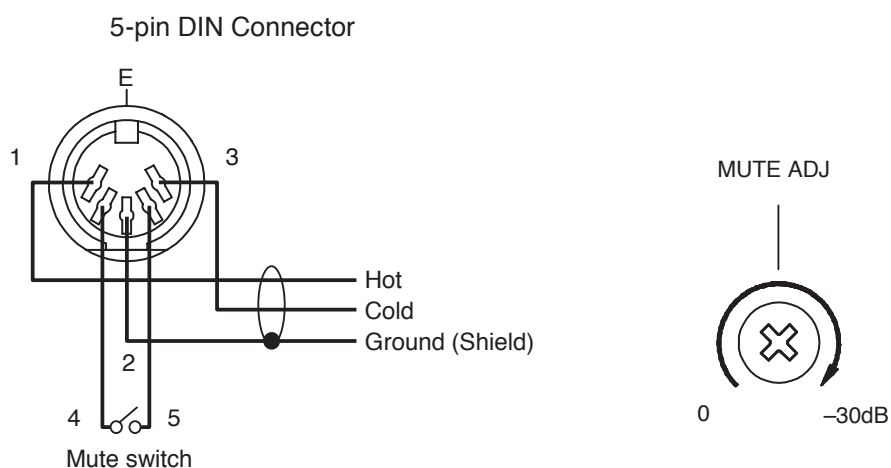 5-pin DIN Connector
E
1
3
MUTE ADJ
Hot
Cold
Ground (Shield)
2
4
5
0
–30dB
Mute switch